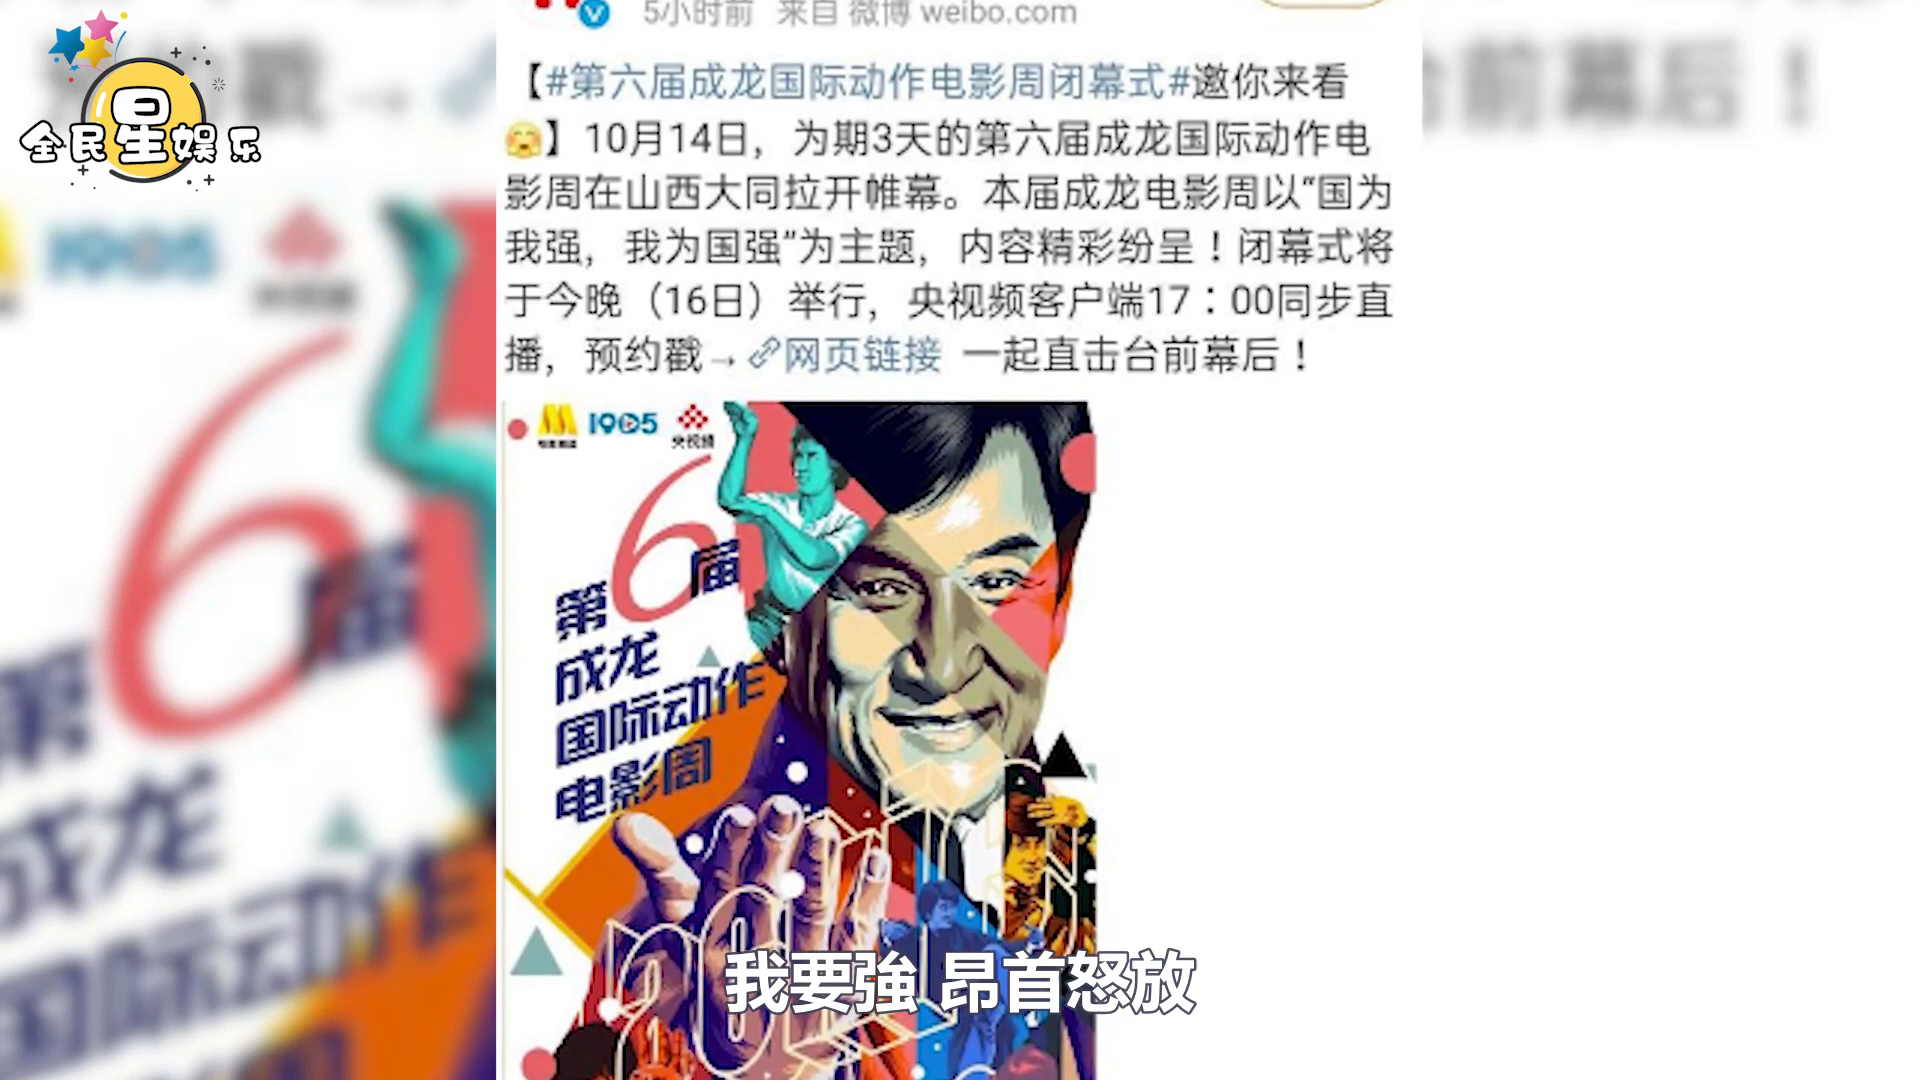 全民星娱乐
5小时前 来自 微博 weibo.com
【#第六届成龙国际动作电影周闭幕式#邀你来看
】10月14日，为期3天的第六届成龙国际动作电
影周在山西大同拉开帷幕。本届成龙电影周以“国为
我强，我为国强”为主题，内容精彩纷呈！闭幕式将
于今晚（16日）举行，央视频客户端17：00同步直
播，预约戳→网页链接 一起直击台前幕后！
1905
央视频
第6届
成龙
国际动作
电影周
我要強 昂首怒放